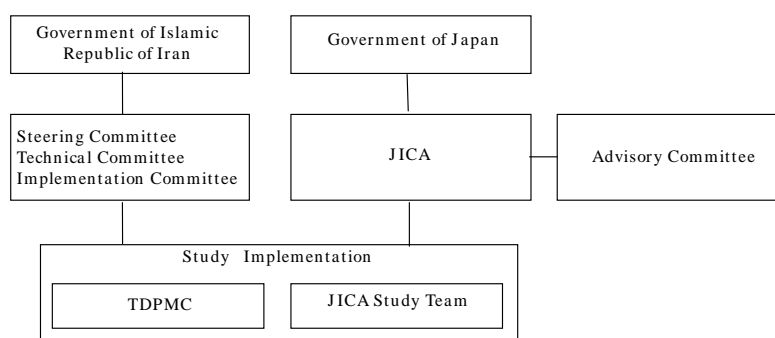 Government of Islamic
Republic of Iran
Government of Japan
Steering Committee
Technical Committee
Implementation Committee
JICA
Advisory Committee
Study Implementation
TDPMC
JICA Study Team